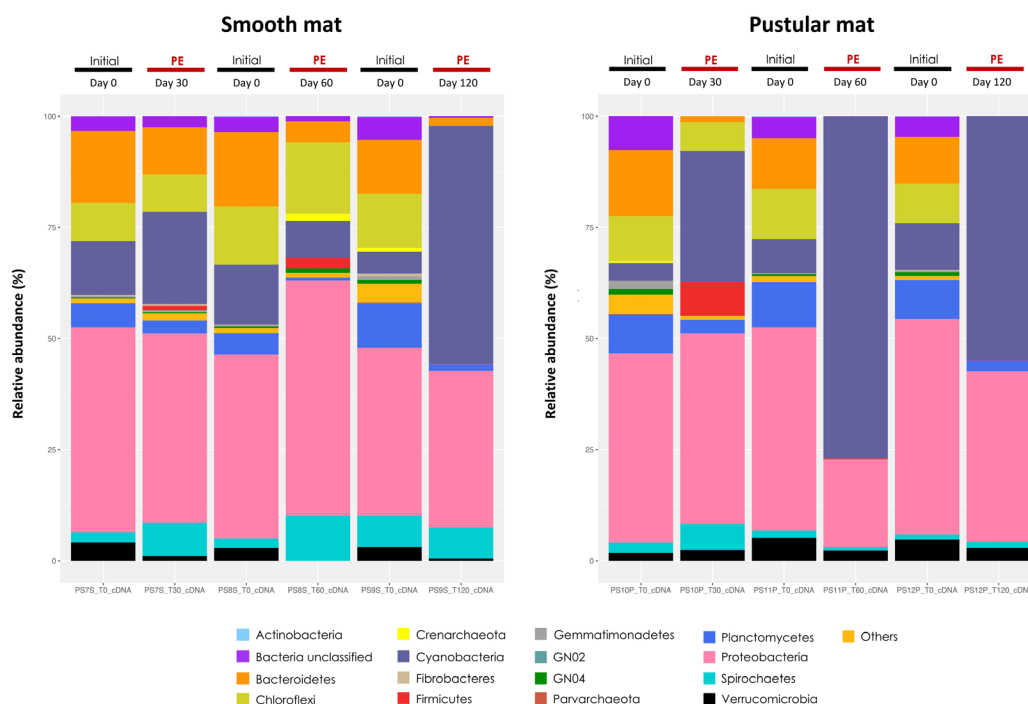 Smooth mat
Pustular mat
Initial PE Initial PE Initial PE
Day 0 Day 30 Day 0 Day 60 Day 0 Day 120
Initial PE Initial PE Initial PE
Day 0 Day 30 Day 0 Day 60 Day 0 Day 120
Relative abundance (%)
100
75
50
25
0
PS7S_T0_cDNA PS7S_T30_cDNA PS8S_T0_cDNA PS8S_T60_cDNA PS9S_T0_cDNA PS9S_T120_cDNA
Relative abundance (%)
100
75
50
25
0
PS10P_T0_cDNA PS10P_T30_cDNA PS11P_T0_cDNA PS11P_T60_cDNA PS12P_T0_cDNA PS12P_T120_cDN
Actinobacteria Crenarchaeota Gemmatimonadetes Planctomycetes Others
Bacteria unclassified Cyanobacteria GN02 Proteobacteria
Bacteroidetes Fibrobacteres GN04 Spirochaetes
Chloroflexi Firmicutes Parvarchaeota Verrucomicrobia